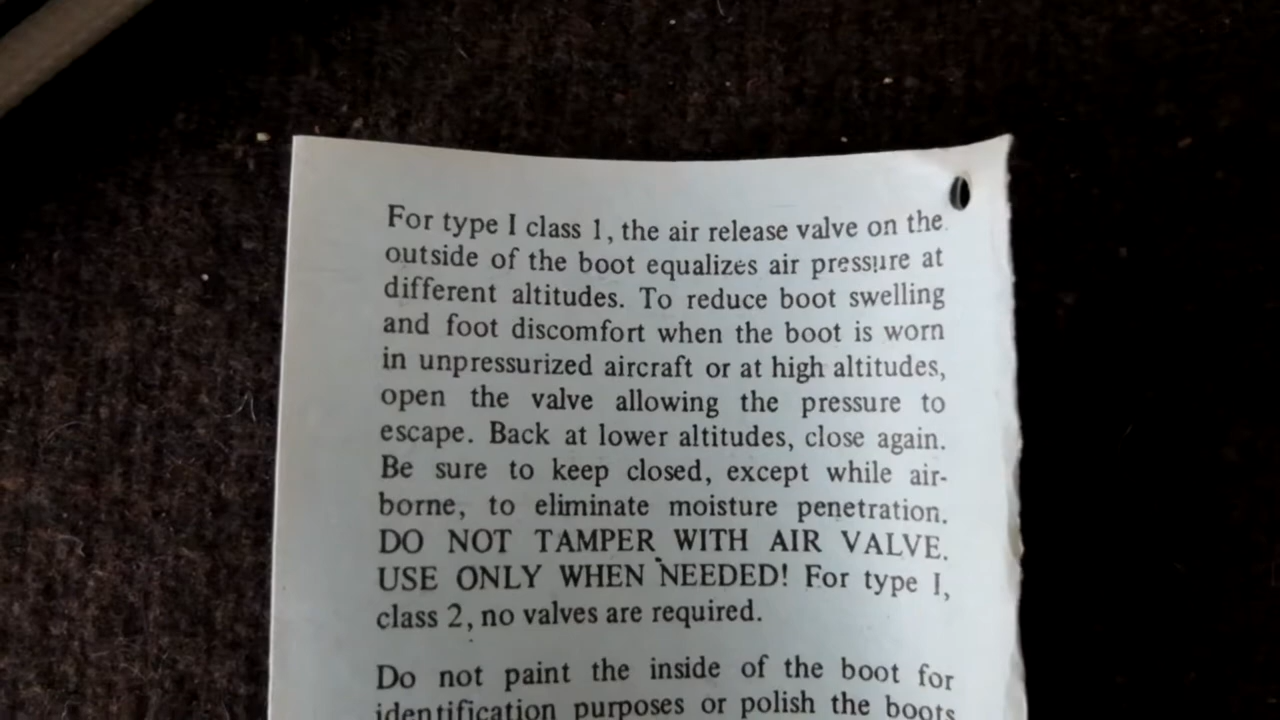 For type I class 1, the air release valve on the
outside of the boot equalizes air pressure at
different altitudes. To reduce boot swelling
and foot discomfort when the boot is worn
in unpressurized aircraft or at high altitudes,
open the valve allowing the pressure to
escape. Back at lower altitudes, close again.
Be sure to keep closed, except while air-
borne, to eliminate moisture penetration.
DO NOT TAMPER WITH AIR VALVE.
USE ONLY WHEN NEEDED! For type I,
class 2, no valves are required.
Do not paint the inside of the boot for
identification purposes or polish the boots